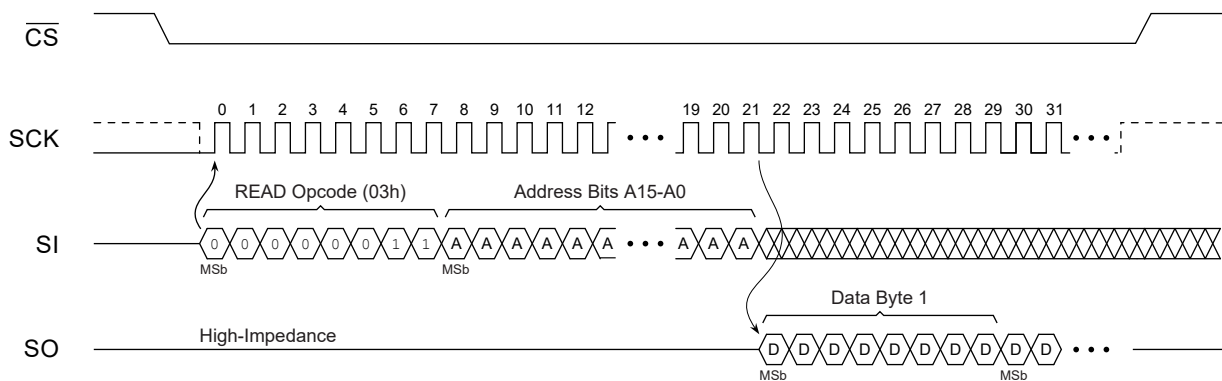 CS
0 1 2 3 4 5 6 7 8 9 10 11 12 19 20 21 22 23 24 25 26 27 28 29 30 31
SCK
READ Opcode (03h) Address Bits A15-A0
SI 0 0 0 0 0 0 1 1 A A A A A A A A A
MSb MSb
Data Byte 1
High-Impedance
SO D D D D D D D D D D
MSb MSb